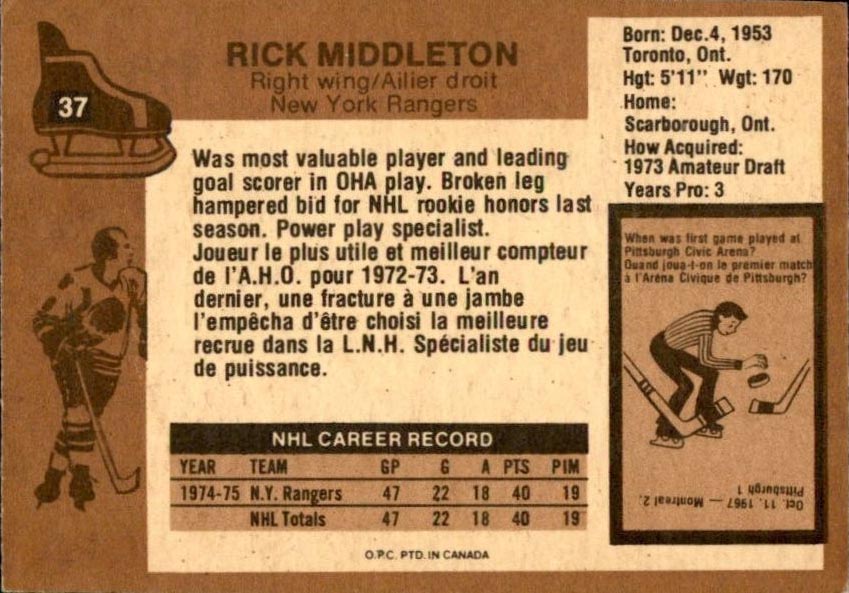 37
RICK MIDDLETON
Right wing/Ailier droit
New York Rangers
Born: Dec.4, 1953
Toronto, Ont.
Hgt: 5'11" Wgt: 170
Home:
Scarborough, Ont.
How Acquired:
1973 Amateur Draft
Years Pro: 3
Was most valuable player and leading
goal scorer in OHA play. Broken leg
hampered bid for NHL rookie honors last
season. Power play specialist.
Joueur le plus utile et meilleur compteur
de l'A.H.O. pour 1972-73. L'an
dernier, une fracture à une jambe
l'empêcha d'être choisi la meilleure
recrue dans la L.N.H. Spécialiste du jeu
de puissance.
When was first game played at
Pittsburgh Civic Arena?
Quand joua-t-on le premier match
à l'Aréna Civique de Pittsburgh?
Oct. 11, 1967 — Montreal 2,
Pittsburgh 1
NHL CAREER RECORD
YEAR TEAM GP G A PTS PIM
1974-75 N.Y. Rangers 47 22 18 40 19
NHL Totals 47 22 18 40 19
O.P.C. PTD. IN CANADA